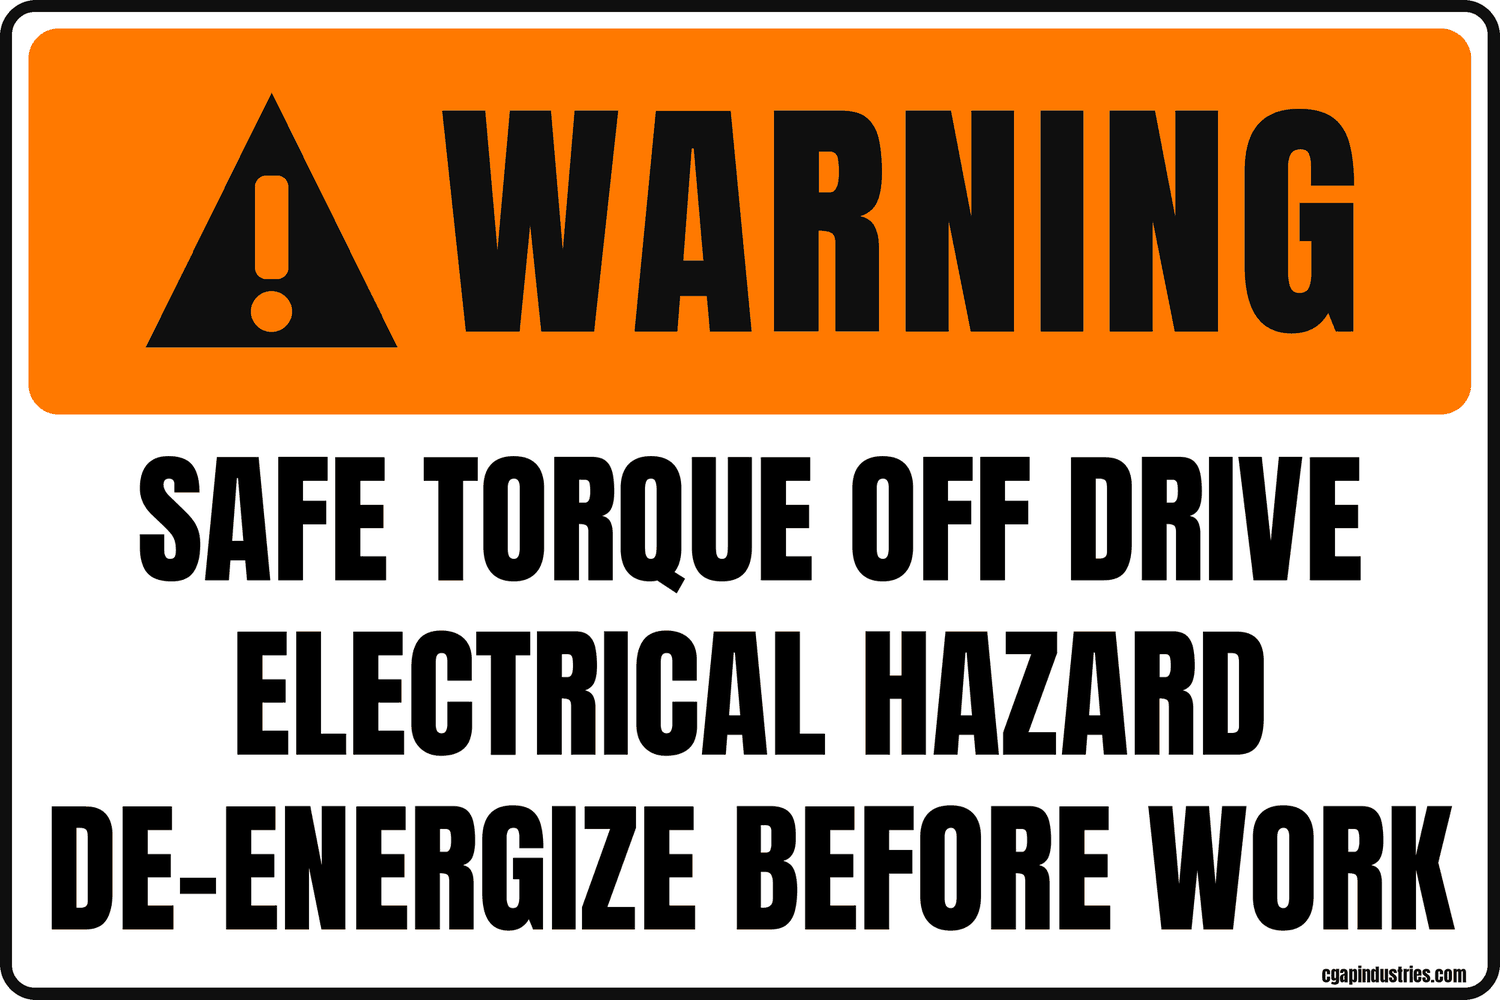 WARNING
SAFE TORQUE OFF DRIVE
ELECTRICAL HAZARD
DE-ENERGIZE BEFORE WORK
cgapindustries.com